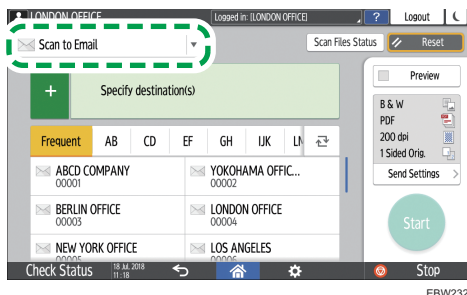 LONDON OFFICE
Logged in: [LONDON OFFICE]
?
Logout
Scan to Email
Scan Files Status
Reset
+
Specify destination(s)
Preview
B & W
PDF
200 dpi
1 Sided Orig.
Send Settings
Frequent AB CD EF GH IJK LN
ABCD COMPANY
00001
YOKOHAMA OFFIC...
00002
BERLIN OFFICE
00003
LONDON OFFICE
00004
NEW YORK OFFICE
00005
LOS ANGELES
00006
Start
Check Status
18 Jul. 2018
11:18
Stop
EBW232